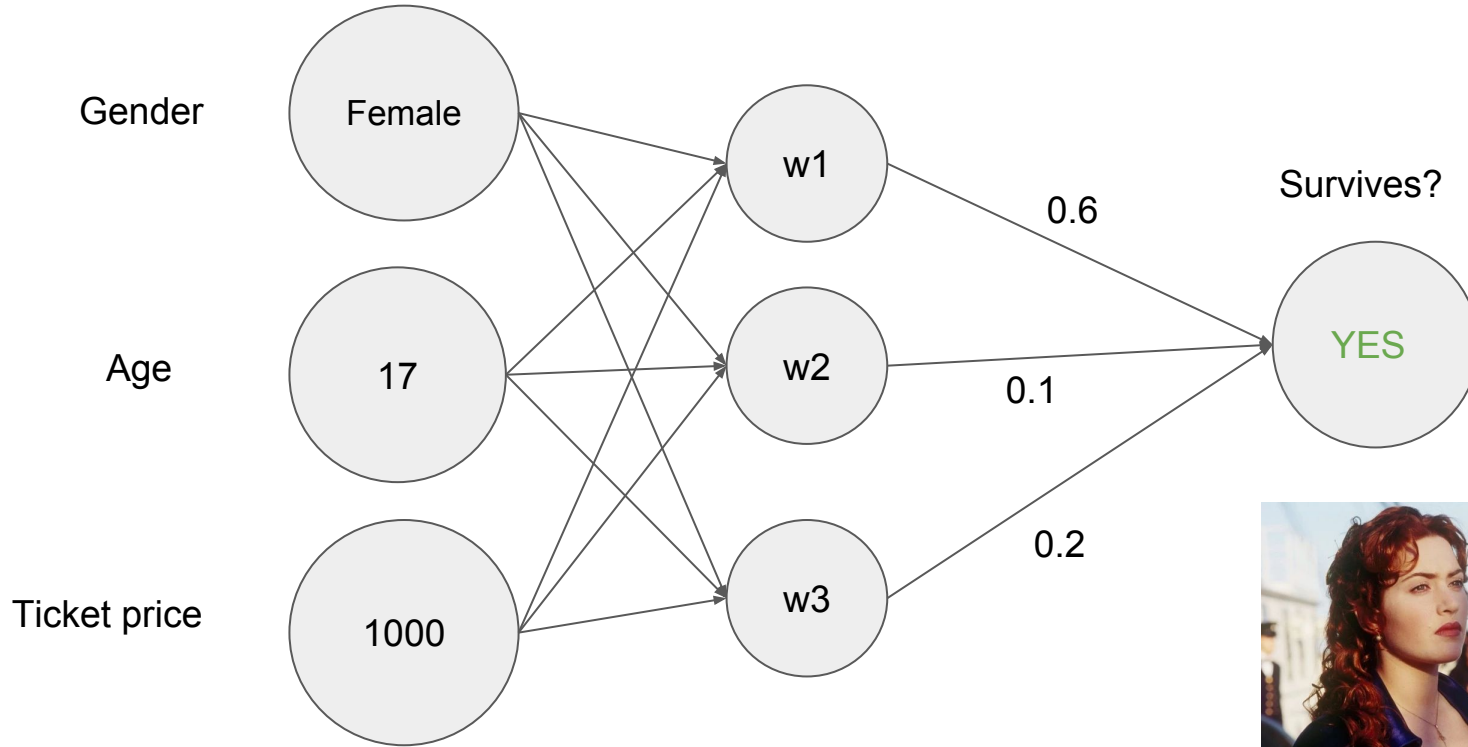 Gender
Female
w1
0.6
Survives?
Age
17
w2
0.1
YES
Ticket price
1000
w3
0.2